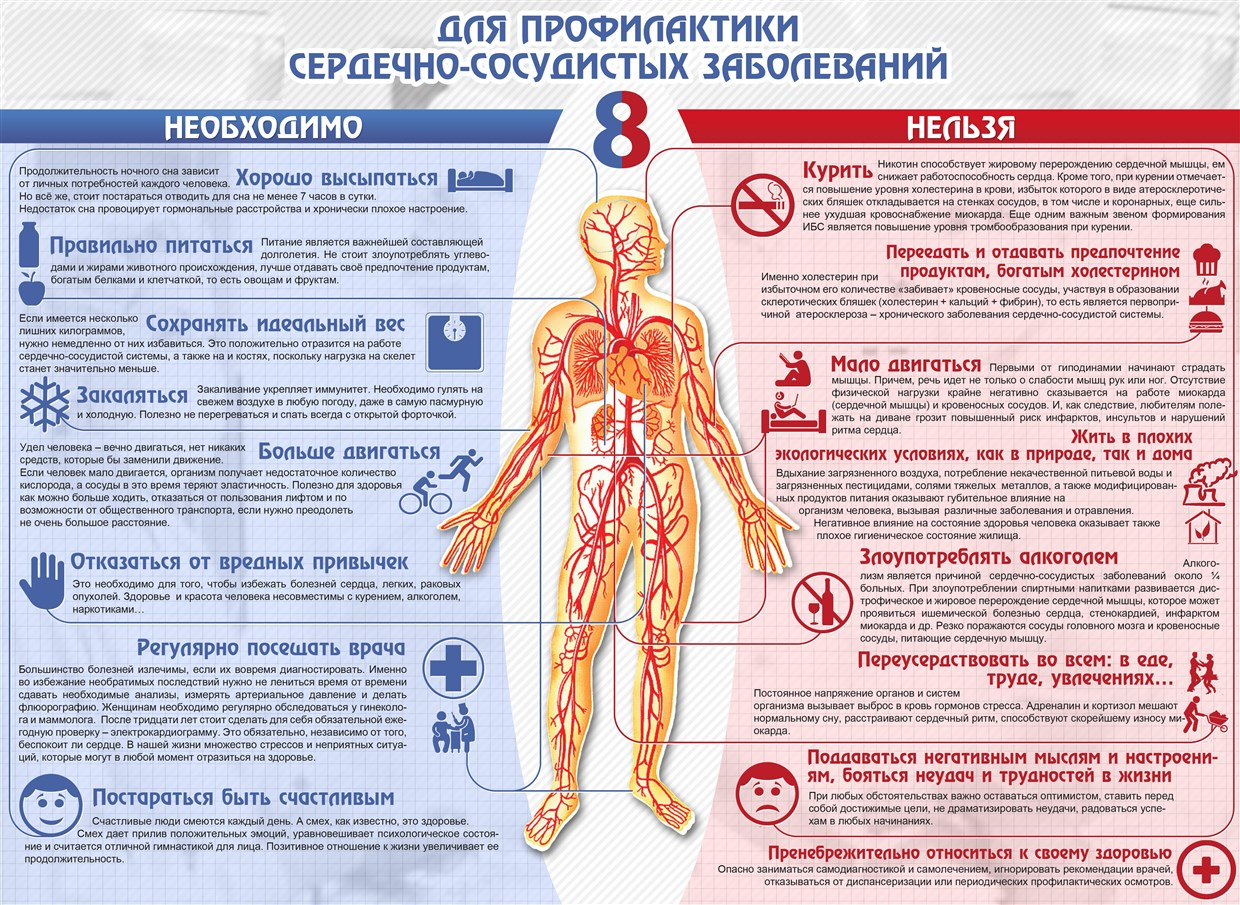 ДЛЯ ПРОФИЛАКТИКИ
СЕРДЕЧНО-СОСУДИСТЫХ ЗАБОЛЕВАНИЙ
8
НЕОБХОДИМО
Хорошо высыпаться
Продолжительность ночного сна зависит
от личных потребностей каждого человека.
Но всё же, стоит постараться отводить для сна не менее 7 часов в сутки.
Недостаток сна провоцирует гормональные расстройства и хронически плохое настроение.
Правильно питаться
Питание является важнейшей составляющей
долголетия. Не стоит злоупотреблять углево-
дами и жирами животного происхождения, лучше отдавать своё предпочтение продуктам,
богатым белками и клетчаткой, то есть овощам и фруктам.
Сохранять идеальный вес
Если имеется несколько
лишних килограммов,
нужно немедленно от них избавиться. Это положительно отразится на работе
сердечно-сосудистой системы, а также на и костях, поскольку нагрузка на скелет
станет значительно меньше.
Закаляться
Закаливание укрепляет иммунитет. Необходимо гулять на
свежем воздухе в любую погоду, даже в самую пасмурную
и холодную. Полезно не перегреваться и спать всегда с открытой форточкой.
Больше двигаться
Удел человека – вечно двигаться, нет никаких
средств, которые бы заменили движение.
Если человек мало двигается, организм получает недостаточное количество
кислорода, а сосуды в это время теряют эластичность. Полезно для здоровья
как можно больше ходить, отказаться от пользования лифтом и по
возможности от общественного транспорта, если нужно преодолеть
не очень большое расстояние.
Отказаться от вредных привычек
Это необходимо для того, чтобы избежать болезней сердца, легких, раковых
опухолей. Здоровье и красота человека несовместимы с курением, алкоголем,
наркотиками…
Регулярно посещать врача
Большинство болезней излечимы, если их вовремя диагностировать. Именно
во избежание необратимых последствий нужно не лениться время от времени
сдавать необходимые анализы, измерять артериальное давление и делать
флюорографию. Женщинам необходимо регулярно обследоваться у гинеколо-
га и маммолога. После тридцати лет стоит сделать для себя обязательной еже-
годную проверку – электрокардиограмму. Это обязательно, независимо от того,
беспокоит ли сердце. В нашей жизни множество стрессов и неприятных ситуа-
ций, которые могут в любой момент отразиться на здоровье.
Постараться быть счастливым
Счастливые люди смеются каждый день. А смех, как известно, это здоровье.
Смех дает прилив положительных эмоций, уравновешивает психологическое состоя-
ние и считается отличной гимнастикой для лица. Позитивное отношение к жизни увеличивает ее
продолжительность.
НЕЛЬЗЯ
Курить
Никотин способствует жировому перерождению сердечной мышцы, ем
снижает работоспособность сердца. Кроме того, при курении отмечает-
ся повышение уровня холестерина в крови, избыток которого в виде атеросклеротиче-
ских бляшек откладывается на стенках сосудов, в том числе и коронарных, еще силь-
нее ухудшая кровоснабжение миокарда. Еще одним важным звеном формирования
ИБС является повышение уровня тромбообразования при курении.
Переедать и отдавать предпочтение
продуктам, богатым холестерином
Именно холестерин при
избыточном его количестве «забивает» кровеносные сосуды, участвуя в образовании
склеротических бляшек (холестерин + кальций + фибрин), то есть является первопри-
чиной атеросклероза – хронического заболевания сердечно-сосудистой системы.
Мало двигаться
Первыми от гиподинамии начинают страдать
мышцы. Причем, речь идет не только о слабости мышц рук или ног. Отсутствие
физической нагрузки крайне негативно сказывается на работе миокарда
(сердечной мышцы) и кровеносных сосудов. И, как следствие, любителям поле-
жать на диване грозит повышенный риск инфарктов, инсультов и нарушений
ритма сердца.
Жить в плохих
экологических условиях, как в природе, так и дома
Вдыхание загрязненного воздуха, потребление некачественной питьевой воды и
загрязненных пестицидами, солями тяжелых металлов, а также модифицирован-
ных продуктов питания оказывают губительное влияние на
организм человека, вызывая различные заболевания и отравления.
Негативное влияние на состояние здоровья человека оказывает также
плохое гигиеническое состояние жилища.
Злоупотреблять алкоголем
Алкого-
лизм является причиной сердечно-сосудистых заболеваний около ¼
больных. При злоупотреблении спиртными напитками развивается дис-
трофическое и жировое перерождение сердечной мышцы, которое может
проявиться ишемической болезнью сердца, стенокардией, инфарктом
миокарда и др. Резко поражаются сосуды головного мозга и кровеносные
сосуды, питающие сердечную мышцу.
Переусердствовать во всем: в еде,
труде, увлечениях...
Постоянное напряжение органов и систем
организма вызывает выброс в кровь гормонов стресса. Адреналин и кортизол мешают
нормальному сну, расстраивают сердечный ритм, способствуют скорейшему износу ми-
окарда.
Поддаваться негативным мыслям и настроени-
ям, бояться неудач и трудностей в жизни
При любых обстоятельствах важно оставаться оптимистом, ставить перед
собой достижимые цели, не драматизировать неудачи, радоваться успе-
хам в любых начинаниях.
Пренебрежительно относиться к своему здоровью
Опасно заниматься самодиагностикой и самолечением, игнорировать рекомендации врачей,
отказываться от диспансеризации или периодических профилактических осмотров.